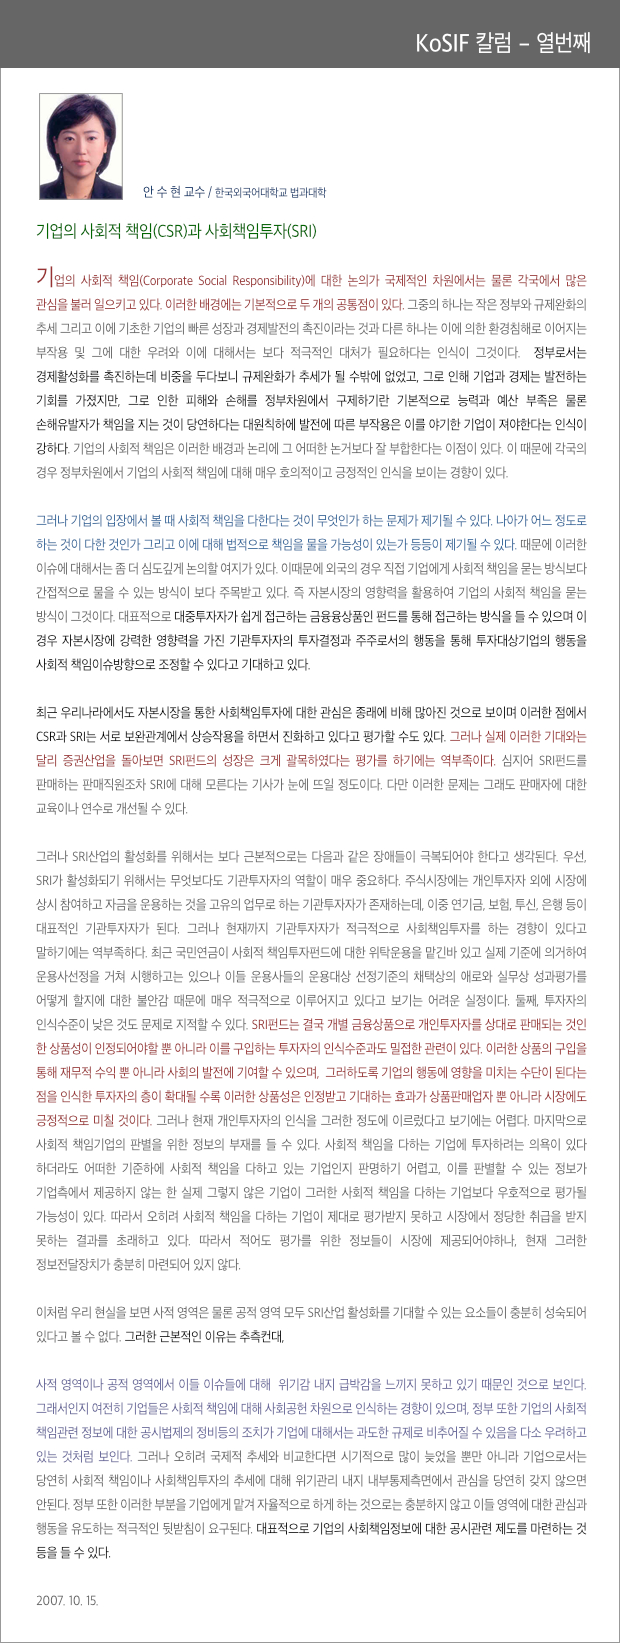 KoSIF 칼럼 - 열번째
안 수 현 교수 / 한국외국어대학교 법과대학
기업의 사회적 책임(CSR)과 사회책임투자(SRI)
기업의 사회적 책임(Corporate Social Responsibility)에 대한 논의가 국제적인 차원에서는 물론 각국에서 많은
관심을 불러 일으키고 있다. 이러한 배경에는 기본적으로 두 개의 공통점이 있다. 그중의 하나는 작은 정부와 규제완화의
추세 그리고 이에 기초한 기업의 빠른 성장과 경제발전의 촉진이라는 것과 다른 하나는 이에 의한 환경침해로 이어지는
부작용 및 그에 대한 우려와 이에 대해서는 보다 적극적인 대처가 필요하다는 인식이 그것이다. 정부로서는
경제활성화를 촉진하는데 비중을 두다보니 규제완화가 추세가 될 수밖에 없었고, 그로 인해 기업과 경제는 발전하는
기회를 가졌지만, 그로 인한 피해와 손해를 정부차원에서 구제하기란 기본적으로 능력과 예산 부족은 물론
손해유발자가 책임을 지는 것이 당연하다는 대원칙하에 발전에 따른 부작용은 이를 야기한 기업이 져야한다는 인식이
강하다. 기업의 사회적 책임은 이러한 배경과 논리에 그 어떠한 논거보다 잘 부합한다는 이점이 있다. 이 때문에 각국의
경우 정부차원에서 기업의 사회적 책임에 대해 매우 호의적이고 긍정적인 인식을 보이는 경향이 있다.
그러나 기업의 입장에서 볼 때 사회적 책임을 다한다는 것이 무엇인가 하는 문제가 제기될 수 있다. 나아가 어느 정도로
하는 것이 다한 것인가 그리고 이에 대해 법적으로 책임을 물을 가능성이 있는가 등등이 제기될 수 있다. 때문에 이러한
이슈에 대해서는 좀 더 심도깊게 논의할 여지가 있다. 이때문에 외국의 경우 직접 기업에게 사회적 책임을 묻는 방식보다
간접적으로 물을 수 있는 방식이 보다 주목받고 있다. 즉 자본시장의 영향력을 활용하여 기업의 사회적 책임을 묻는
방식이 그것이다. 대표적으로 대중투자자가 쉽게 접근하는 금융융상품인 펀드를 통해 접근하는 방식을 들 수 있으며 이
경우 자본시장에 강력한 영향력을 가진 기관투자자의 투자결정과 주주로서의 행동을 통해 투자대상기업의 행동을
사회적 책임이슈방향으로 조정할 수 있다고 기대하고 있다.
최근 우리나라에서도 자본시장을 통한 사회책임투자에 대한 관심은 종래에 비해 많아진 것으로 보이며 이러한 점에서
CSR과 SRI는 서로 보완관계에서 상승작용을 하면서 진화하고 있다고 평가할 수도 있다. 그러나 실제 이러한 기대와는
달리 증권산업을 돌아보면 SRI펀드의 성장은 크게 괄목하였다는 평가를 하기에는 역부족이다. 심지어 SRI펀드를
판매하는 판매직원조차 SRI에 대해 모른다는 기사가 눈에 뜨일 정도이다. 다만 이러한 문제는 그래도 판매자에 대한
교육이나 연수로 개선될 수 있다.
그러나 SRI산업의 활성화를 위해서는 보다 근본적으로는 다음과 같은 장애들이 극복되어야 한다고 생각된다. 우선,
SRI가 활성화되기 위해서는 무엇보다도 기관투자자의 역할이 매우 중요하다. 주식시장에는 개인투자자 외에 시장에
상시 참여하고 자금을 운용하는 것을 고유의 업무로 하는 기관투자자가 존재하는데, 이중 연기금, 보험, 투신, 은행 등이
대표적인 기관투자자가 된다. 그러나 현재까지 기관투자자가 적극적으로 사회책임투자를 하는 경향이 있다고
말하기에는 역부족하다. 최근 국민연금이 사회적 책임투자펀드에 대한 위탁운용을 맡긴바 있고 실제 기준에 의거하여
운용사선정을 거쳐 시행하고는 있으나 이들 운용사들의 운용대상 선정기준의 채택상의 애로와 실무상 성과평가를
어떻게 할지에 대한 불안감 때문에 매우 적극적으로 이루어지고 있다고 보기는 어려운 실정이다. 둘째, 투자자의
인식수준이 낮은 것도 문제로 지적할 수 있다. SRI펀드는 결국 개별 금융상품으로 개인투자자를 상대로 판매되는 것인
한 상품성이 인정되어야할 뿐 아니라 이를 구입하는 투자자의 인식수준과도 밀접한 관련이 있다. 이러한 상품의 구입을
통해 재무적 수익 뿐 아니라 사회의 발전에 기여할 수 있으며, 그러하도록 기업의 행동에 영향을 미치는 수단이 된다는
점을 인식한 투자자의 층이 확대될 수록 이러한 상품성은 인정받고 기대하는 효과가 상품판매업자 뿐 아니라 시장에도
긍정적으로 미칠 것이다. 그러나 현재 개인투자자의 인식을 그러한 정도에 이르렀다고 보기에는 어렵다. 마지막으로
사회적 책임기업의 판별을 위한 정보의 부재를 들 수 있다. 사회적 책임을 다하는 기업에 투자하려는 의욕이 있다
하더라도 어떠한 기준하에 사회적 책임을 다하고 있는 기업인지 판명하기 어렵고, 이를 판별할 수 있는 정보가
기업측에서 제공하지 않는 한 실제 그렇지 않은 기업이 그러한 사회적 책임을 다하는 기업보다 우호적으로 평가될
가능성이 있다. 따라서 오히려 사회적 책임을 다하는 기업이 제대로 평가받지 못하고 시장에서 정당한 취급을 받지
못하는 결과를 초래하고 있다. 따라서 적어도 평가를 위한 정보들이 시장에 제공되어야하나, 현재 그러한
정보전달장치가 충분히 마련되어 있지 않다.
이처럼 우리 현실을 보면 사적 영역은 물론 공적 영역 모두 SRI산업 활성화를 기대할 수 있는 요소들이 충분히 성숙되어
있다고 볼 수 없다. 그러한 근본적인 이유는 추측컨대,
사적 영역이나 공적 영역에서 이들 이슈들에 대해 위기감 내지 급박감을 느끼지 못하고 있기 때문인 것으로 보인다.
그래서인지 여전히 기업들은 사회적 책임에 대해 사회공헌 차원으로 인식하는 경향이 있으며, 정부 또한 기업의 사회적
책임관련 정보에 대한 공시법제의 정비등의 조치가 기업에 대해서는 과도한 규제로 비추어질 수 있음을 다소 우려하고
있는 것처럼 보인다. 그러나 오히려 국제적 추세와 비교한다면 시기적으로 많이 늦었을 뿐만 아니라 기업으로서는
당연히 사회적 책임이나 사회책임투자의 추세에 대해 위기관리 내지 내부통제측면에서 관심을 당연히 갖지 않으면
안된다. 정부 또한 이러한 부분을 기업에게 맡겨 자율적으로 하게 하는 것으로는 충분하지 않고 이들 영역에 대한 관심과
행동을 유도하는 적극적인 뒷받침이 요구된다. 대표적으로 기업의 사회책임정보에 대한 공시관련 제도를 마련하는 것
등을 들 수 있다.
2007. 10. 15.